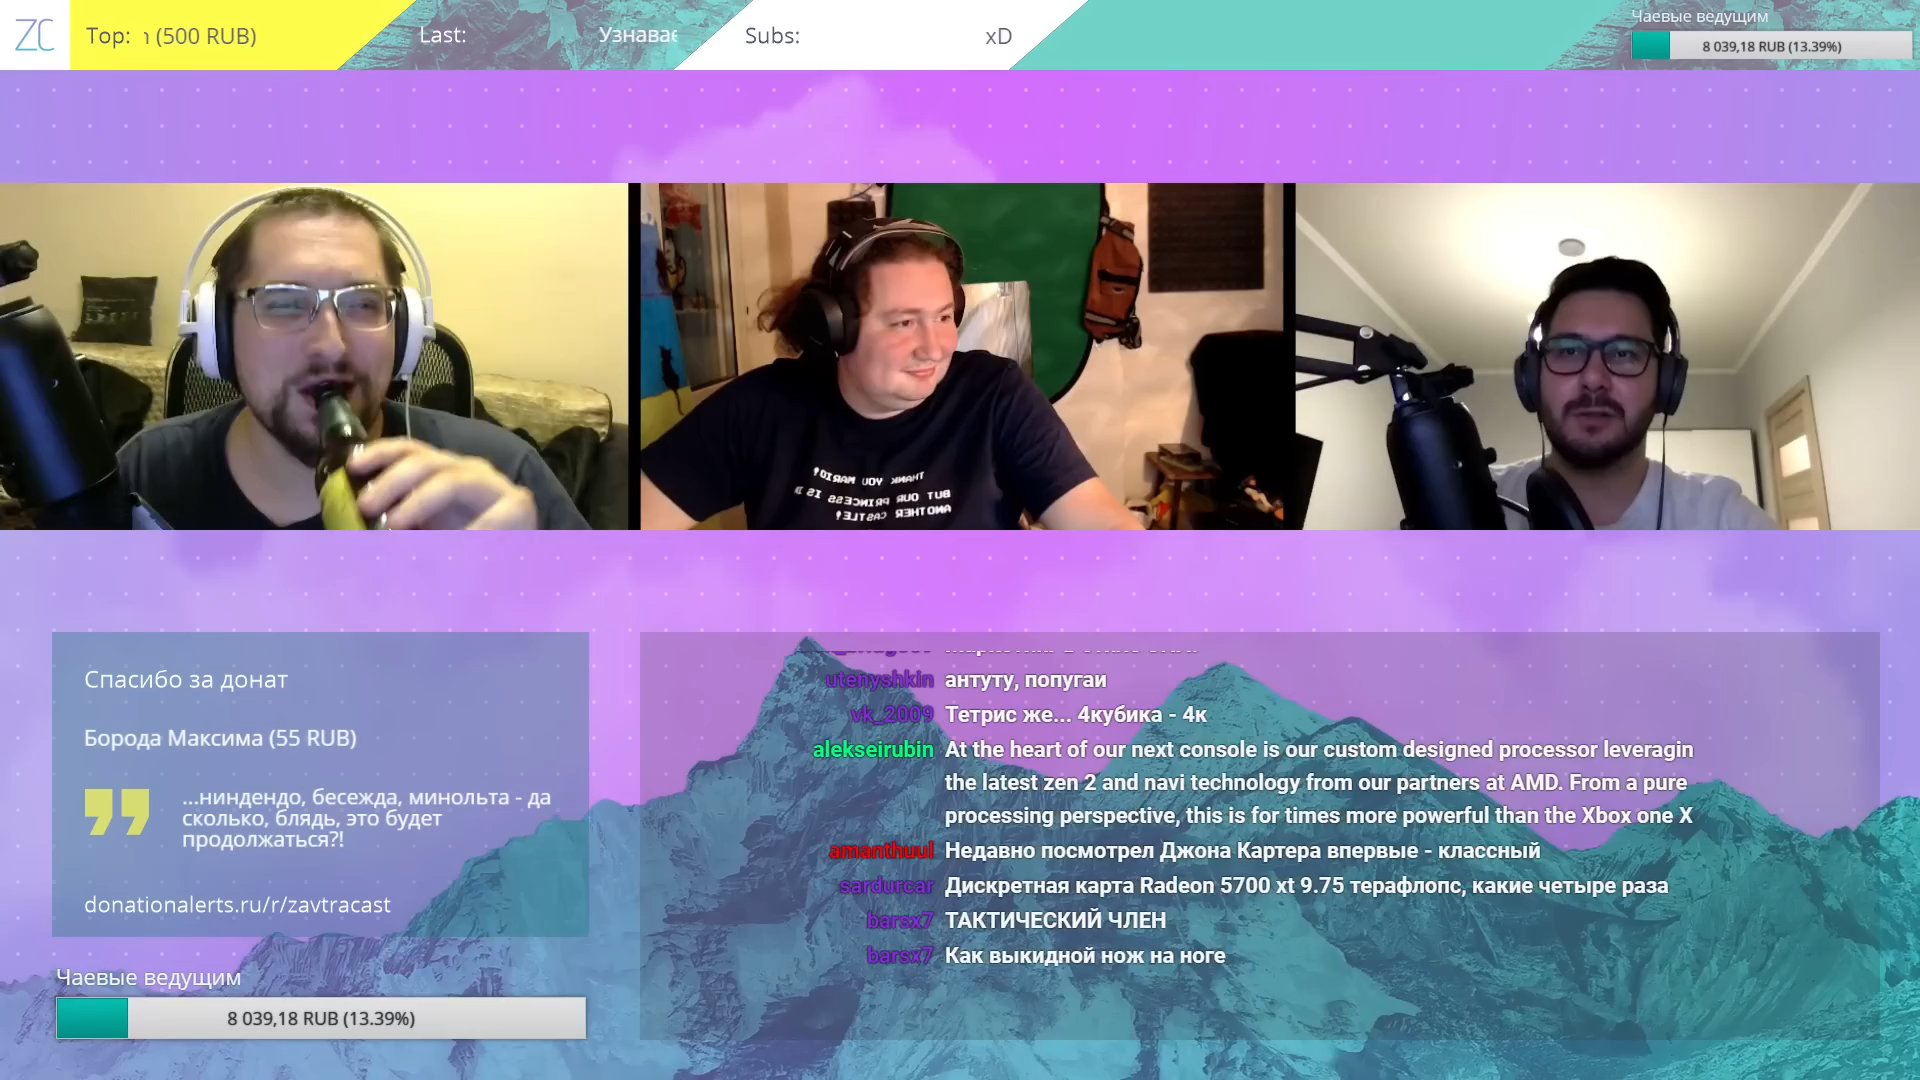 ZC
Top:
(500 RUB)
Last:
Subs:
xD
Чаевые ведущим
8 039,18 RUB (13.39%)
THANK YOU MARIO!
BUT OUR PRINCESS IS
ANOTHER CASTLE!
Спасибо за донат
Борода Максима (55 RUB)
...ниндендо, бесежда, минольта - да
сколько, блядь, это будет
продолжаться?!
donationalerts.ru/r/zavtracast
Чаевые ведущим
8 039,18 RUB (13.39%)
utenyshkin антуту, попугаи
vk_2009 Тетрис же... 4кубика - 4к
alekseirubin At the heart of our next console is our custom designed processor leveragin
the latest zen 2 and navi technology from our partners at AMD. From a pure
processing perspective, this is for times more powerful than the Xbox one X
amanthuul Недавно посмотрел Джона Картера впервые - классный
sardurcar Дискретная карта Radeon 5700 xt 9.75 терафлопс, какие четыре раза
barsx7 ТАКТИЧЕСКИЙ ЧЛЕН
barsx7 Как выкидной нож на ноге